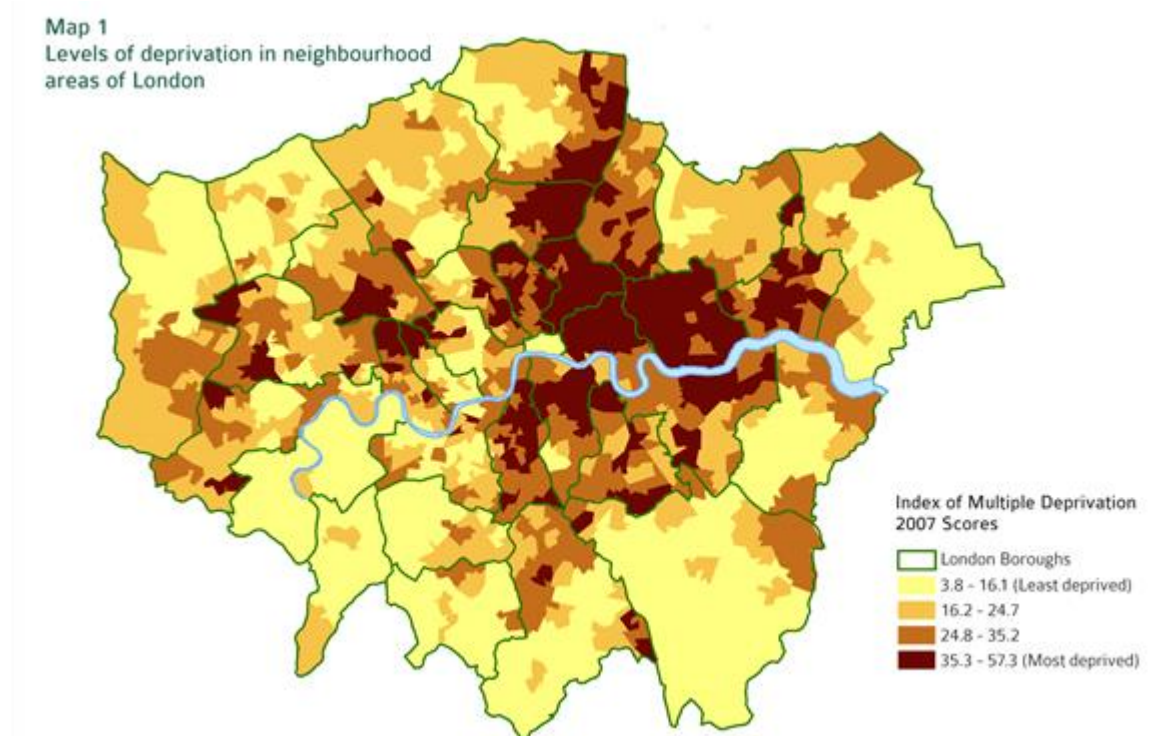 Map 1
Levels of deprivation in neighbourhood
areas of London
Index of Multiple Deprivation
2007 Scores
London Boroughs
3.8 - 16.1 (Least deprived)
16.2 - 24.7
24.8 - 35.2
35.3 - 57.3 (Most deprived)